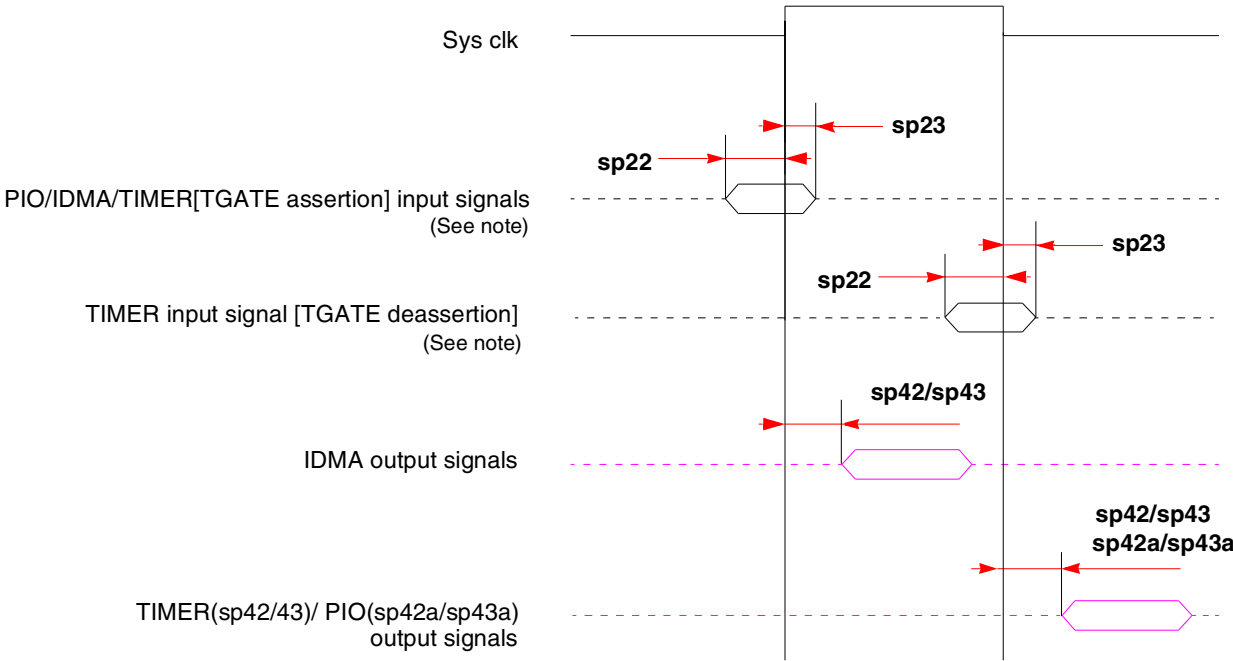 Sys clk
sp23
sp22
PIO/IDMA/TIMER[TGATE assertion] input signals
(See note)
sp23
sp22
TIMER input signal [TGATE deassertion]
(See note)
sp42/sp43
IDMA output signals
sp42/sp43
sp42a/sp43a
TIMER(sp42/43)/ PIO(sp42a/sp43a)
output signals